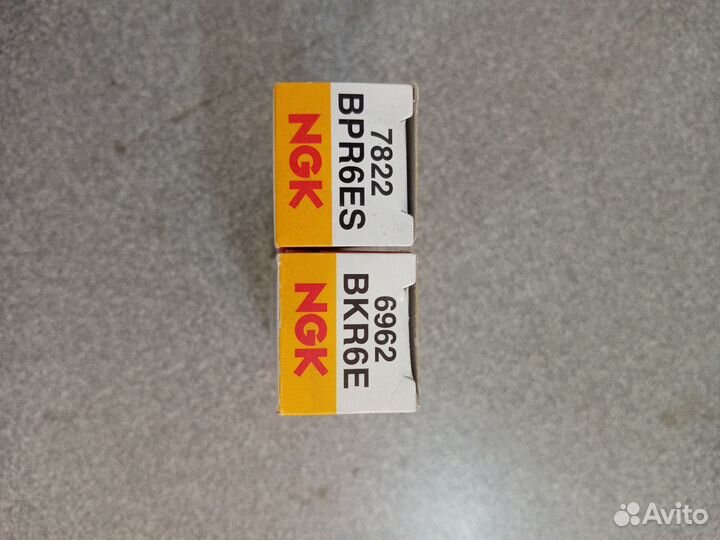 7822
BPR6ES
NGK
6962
BKR6E
NGK
Avito